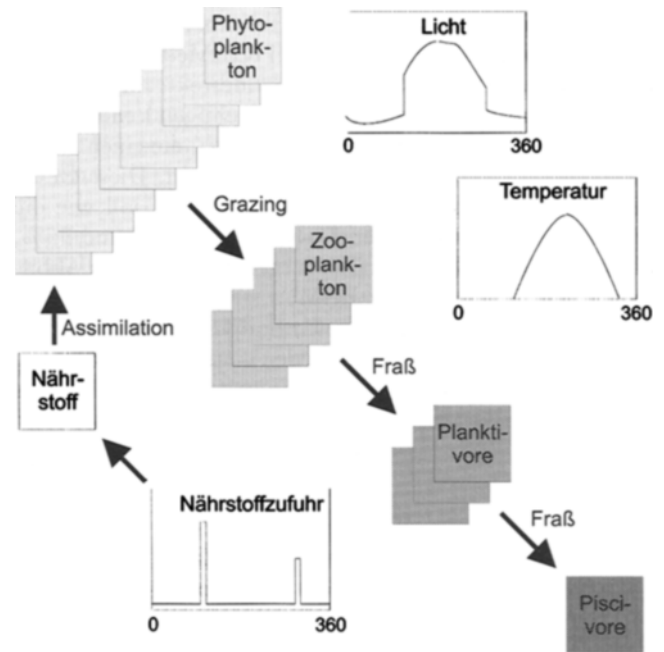 Phyto-
plank-
ton
Licht
0 360
Grazing
Temperatur
0 360
Zoo-
plank-
ton
Assimilation
Nähr-
stoff
Fraß
Plankti-
vore
Nährstoffzufuhr
0 360
Fraß
Pisci-
vore